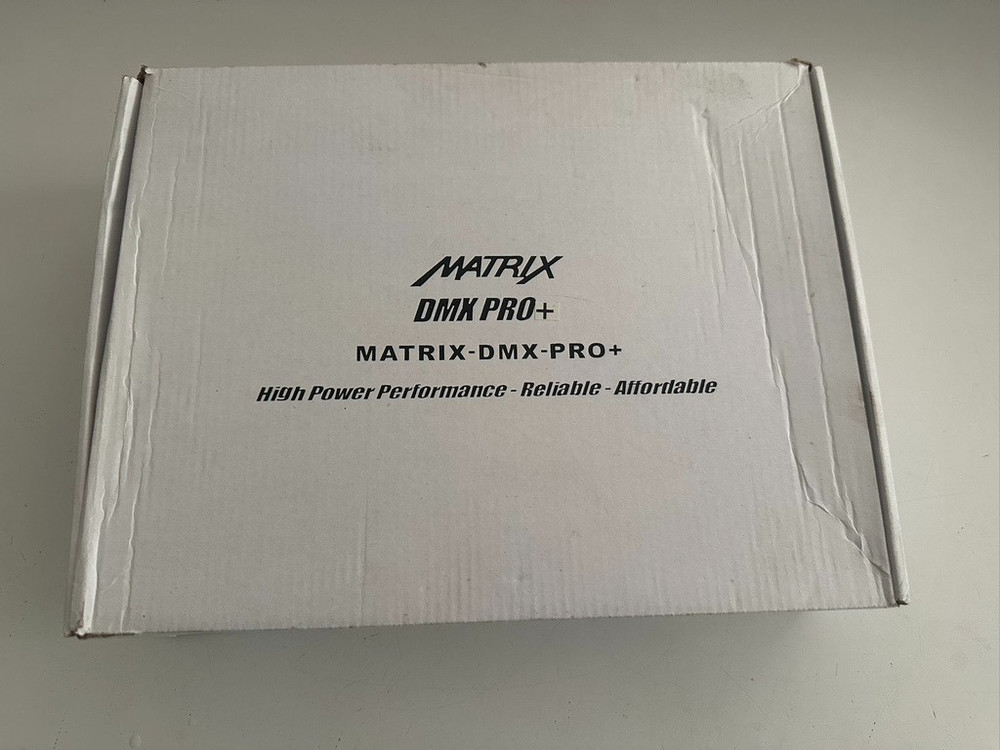 MATRIX
DMX PRO+
MATRIX-DMX-PRO+
High Power Performance - Reliable - Affordable